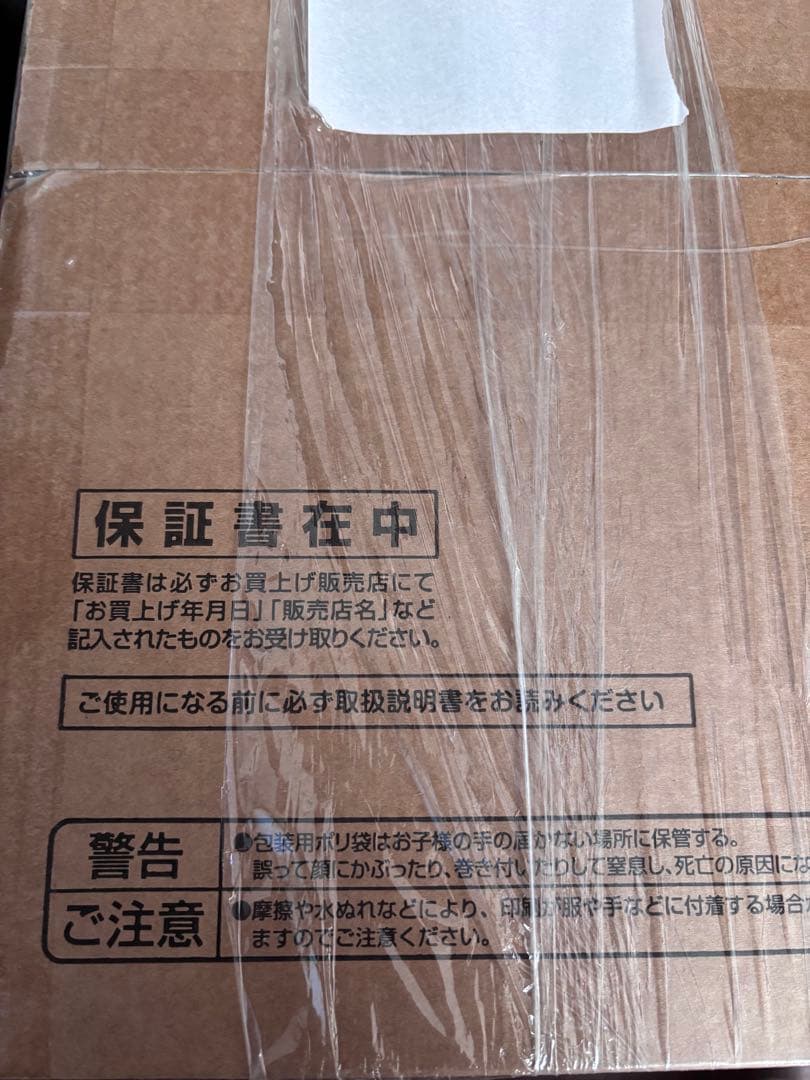 保証書在中
保証書は必ずお買上げ販売店にて
「お買上げ年月日」「販売店名」など
記入されたものをお受け取りください。
ご使用になる前に必ず取扱説明書をお読みください
警告
●包装用ポリ袋はお子様の手の届かない場所に保管する。
誤って顔にかぶったり、巻き付いたりして窒息し、死亡の原因にな
ご注意
●摩擦や水ぬれなどにより、印刷が服や手などに付着する場合が
ますのでご注意ください。